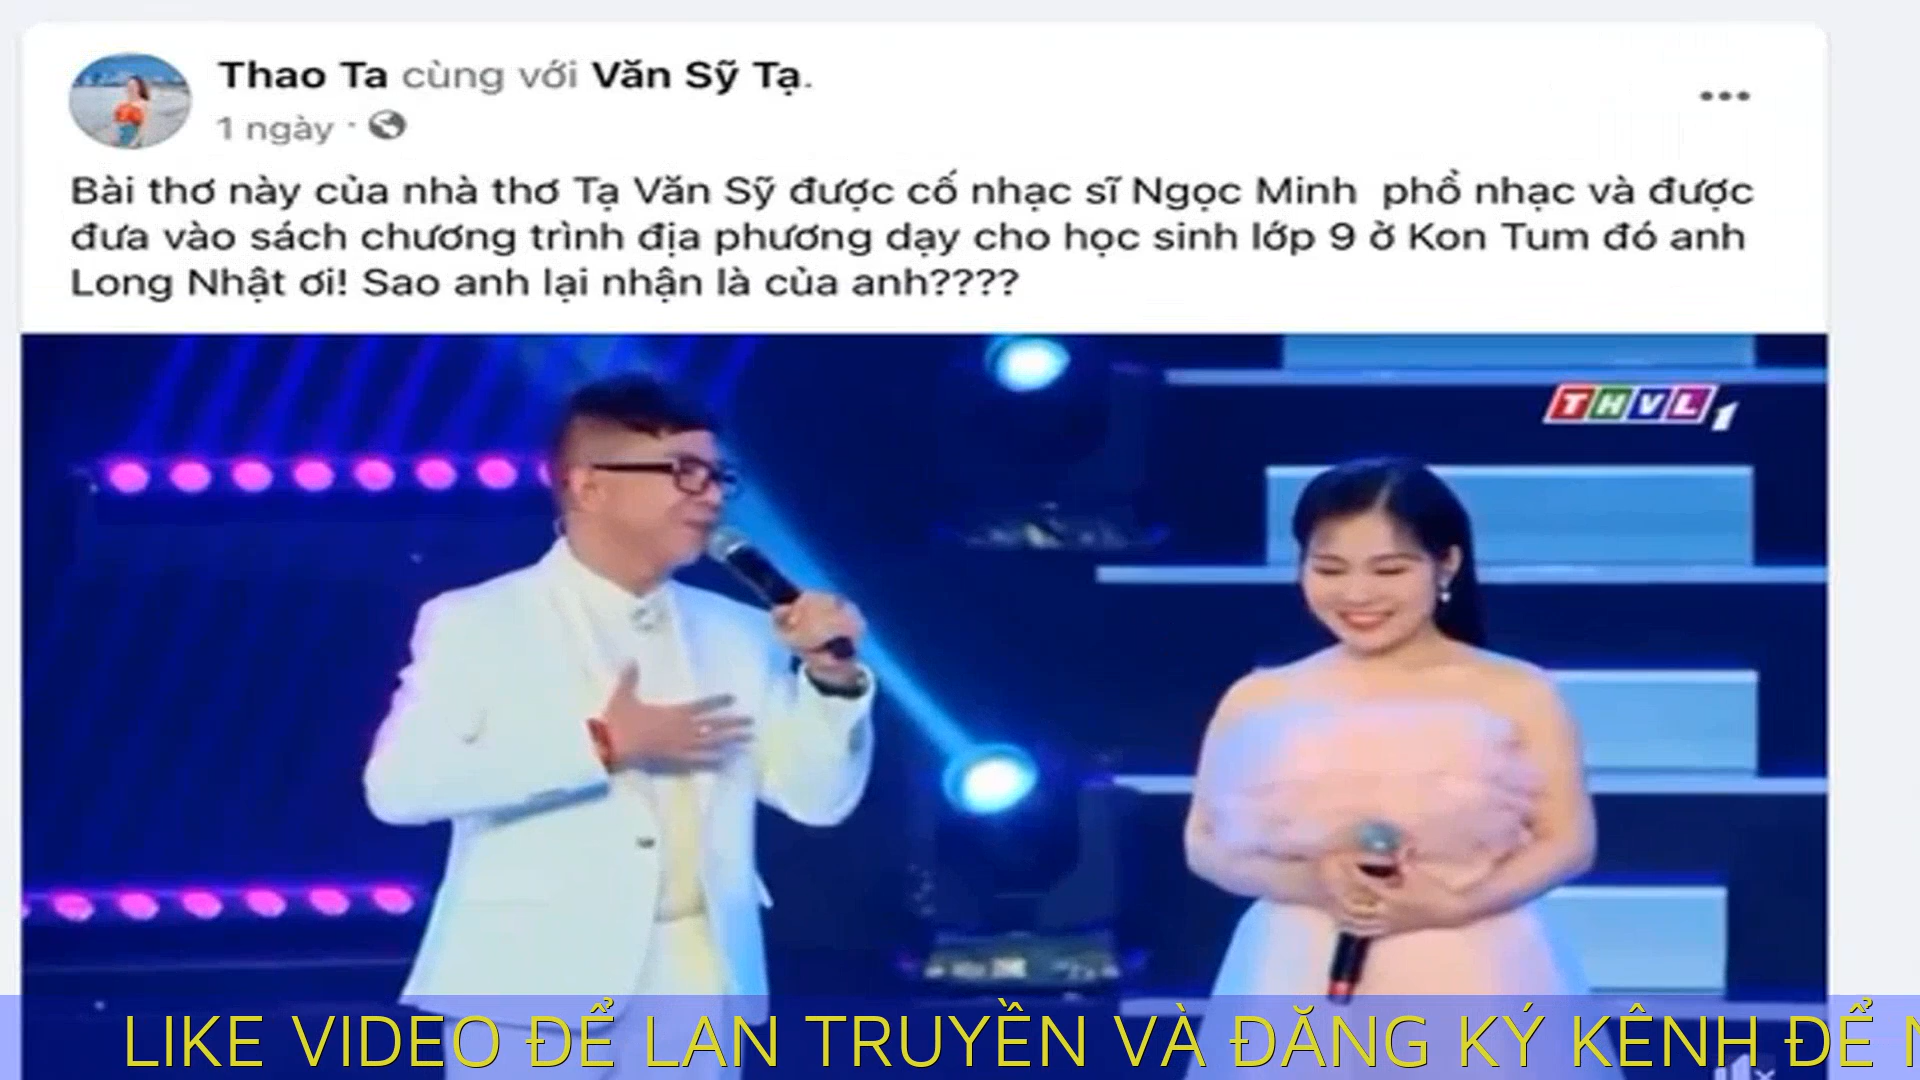 Thao Ta cùng với Văn Sỹ Tạ.
1 ngày ·
Bài thơ này của nhà thơ Tạ Văn Sỹ được cố nhạc sĩ Ngọc Minh phổ nhạc và được
đưa vào sách chương trình địa phương dạy cho học sinh lớp 9 ở Kon Tum đó anh
Long Nhật ơi! Sao anh lại nhận là của anh????
THVL1
LIKE VIDEO ĐỂ LAN TRUYỀN VÀ ĐĂNG KÝ KÊNH ĐỂ